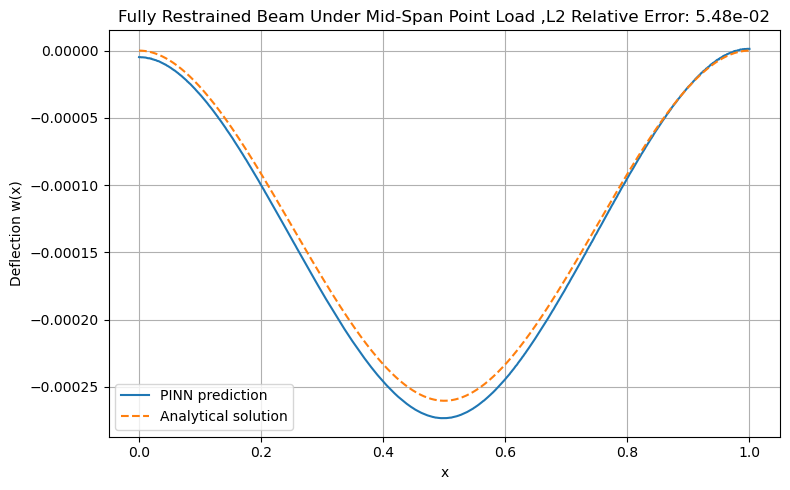 Fully Restrained Beam Under Mid-Span Point Load ,L2 Relative Error: 5.48e-02
0.00000
−0.00005
−0.00010
−0.00015
−0.00020
−0.00025
Deflection w(x)
PINN prediction
Analytical solution
0.0 0.2 0.4 0.6 0.8 1.0
x